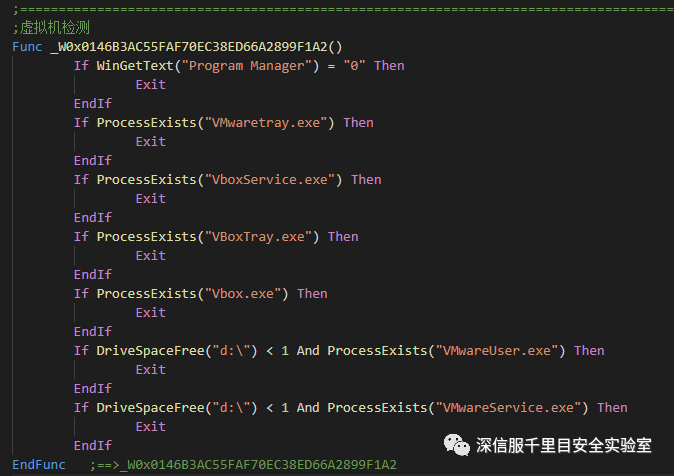 ;================================================================================
;虚拟机检测
Func _W0x0146B3AC55FAF70EC38ED66A2899F1A2()
If WinGetText("Program Manager") = "0" Then
Exit
EndIf
If ProcessExists("VMwaretray.exe") Then
Exit
EndIf
If ProcessExists("VboxService.exe") Then
Exit
EndIf
If ProcessExists("VBoxTray.exe") Then
Exit
EndIf
If ProcessExists("Vbox.exe") Then
Exit
EndIf
If DriveSpaceFree("d:\") < 1 And ProcessExists("VMwareUser.exe") Then
Exit
EndIf
If DriveSpaceFree("d:\") < 1 And ProcessExists("VMwareService.exe") Then
Exit
EndIf
EndFunc   ;==>_W0x0146B3AC55FAF70EC38ED66A2899F1A2
深信服千里目安全实验室